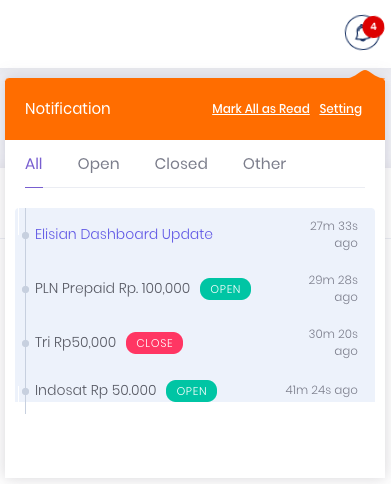 4
Notification Mark All as Read Setting
All Open Closed Other
Elisian Dashboard Update 27m 33s
ago
PLN Prepaid Rp. 100,000 OPEN 29m 28s
ago
Tri Rp50,000 CLOSE 30m 20s
ago
Indosat Rp 50.000 OPEN 41m 24s ago